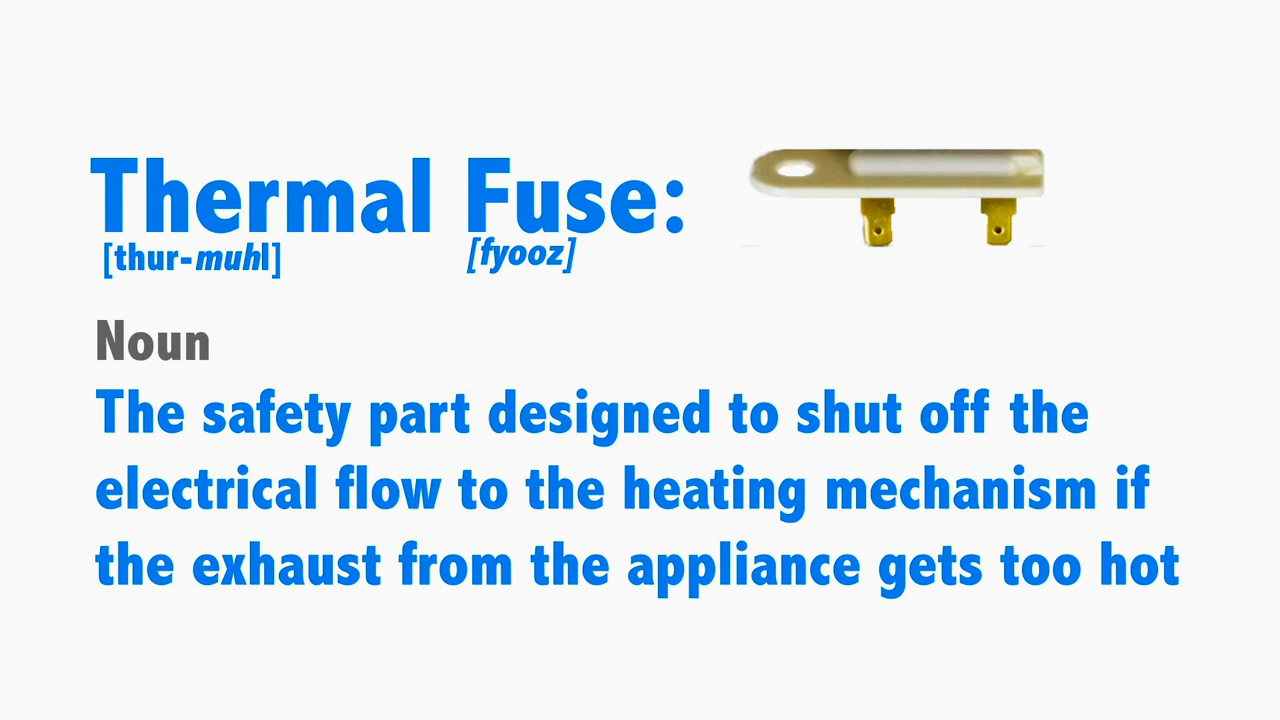 Thermal Fuse:
[thur-muhl] [fyooz]
Noun
The safety part designed to shut off the
electrical flow to the heating mechanism if
the exhaust from the appliance gets too hot